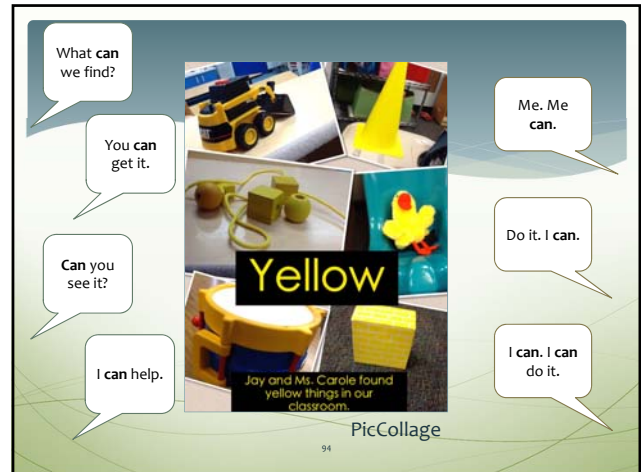 What can
we find?
You can
get it.
Can you
see it?
I can help.
Yellow
Jay and Ms. Carole found
yellow things in our
classroom.
Me. Me
can.
Do it. I can.
I can. I can
do it.
PicCollage
94